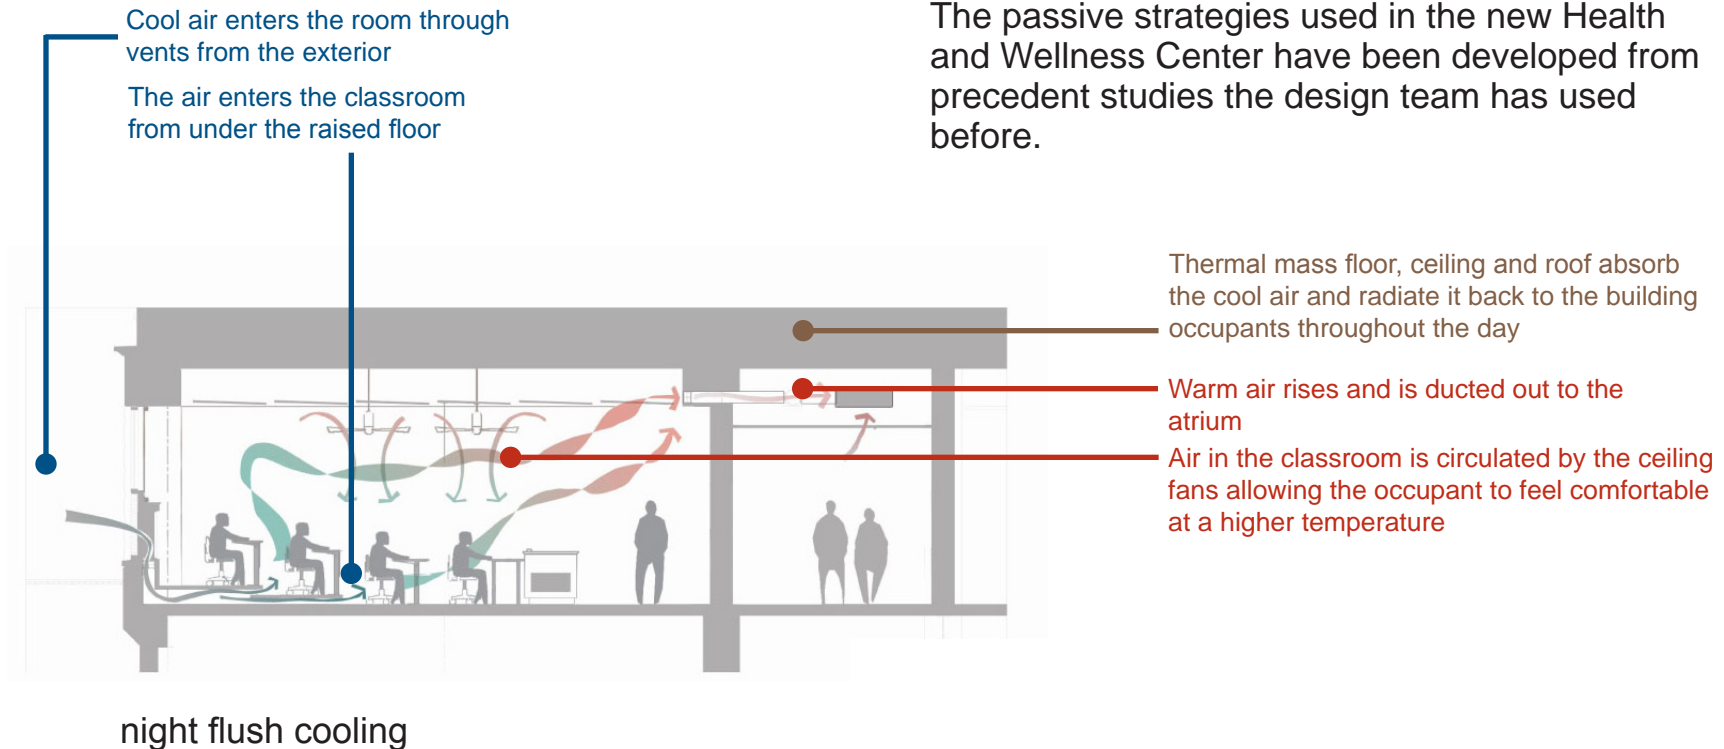 Cool air enters the room through
vents from the exterior
The air enters the classroom
from under the raised floor
The passive strategies used in the new Health
and Wellness Center have been developed from
precedent studies the design team has used
before.
Thermal mass floor, ceiling and roof absorb
the cool air and radiate it back to the building
occupants throughout the day
Warm air rises and is ducted out to the
atrium
Air in the classroom is circulated by the ceiling
fans allowing the occupant to feel comfortable
at a higher temperature
night flush cooling